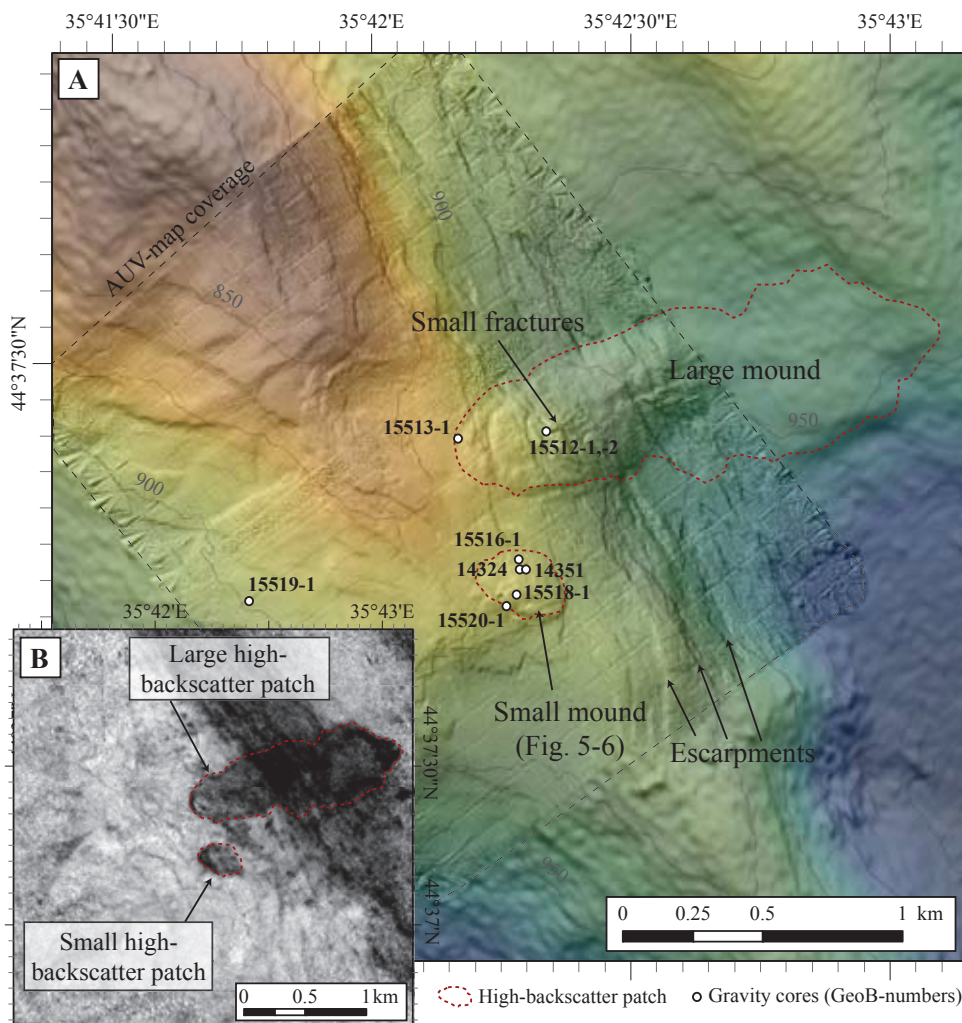 35°41'30"E
35°42'E
35°42'30"E
35°43'E
A
AUV-map coverage
900
850
44°37'30"N
Small fractures
Large mound
15513-1
15512-1,-2
950
900
15516-1
14324
14351
15519-1
15518-1
15520-1
35°42'E
35°43'E
B
Large high-
backscatter patch
Small mound
(Fig. 5-6)
Escarpments
44°37'30"N
44°37'N
Small high-
backscatter patch
0
0.5
1km
0
0.25
0.5
1 km
High-backscatter patch
Gravity cores (GeoB-numbers)